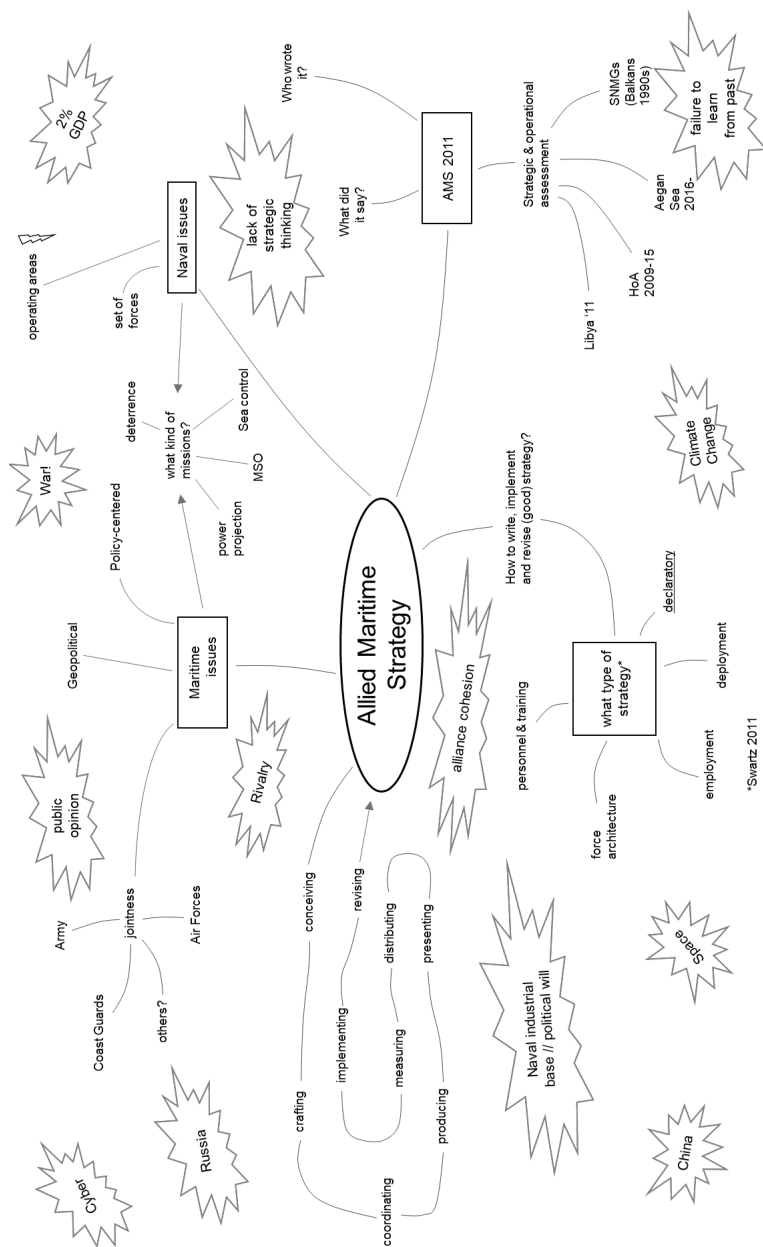 Cyber
Russia
Coast Guards
others?
Army
jointness
Air Forces
public
opinion
Geopolitical
Policy-centered
Maritime
issues
War!
deterrence
what kind of
missions?
power
projection
MSO
Sea control
operating areas
set of
forces
Naval issues
2%
GDP
Rivalry
lack of
strategic
thinking
Who wrote
it?
What did
it say?
AMS 2011
Allied Maritime
Strategy
conceiving
crafting
coordinating
producing
presenting
distributing
measuring
implementing
revising
alliance cohesion
Naval industrial
base // political will
How to write, implement
and revise (good) strategy?
what type of
strategy*
personnel & training
force
architecture
employment
deployment
declaratory
*Swartz 2011
Strategic & operational
assessment
Libya ‘11
HoA
2009-15
Aegan
Sea
2016-
SNMGs
(Balkans
1990s)
failure to
learn
from past
Climate
Change
Space
China